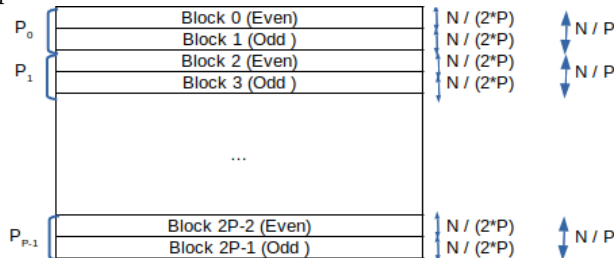 P0
Block 0 (Even)
N / (2*P)
Block 1 (Odd )
N / (2*P)
N / P
P1
Block 2 (Even)
N / (2*P)
Block 3 (Odd )
N / (2*P)
N / P
...
PP-1
Block 2P-2 (Even)
N / (2*P)
Block 2P-1 (Odd )
N / (2*P)
N / P